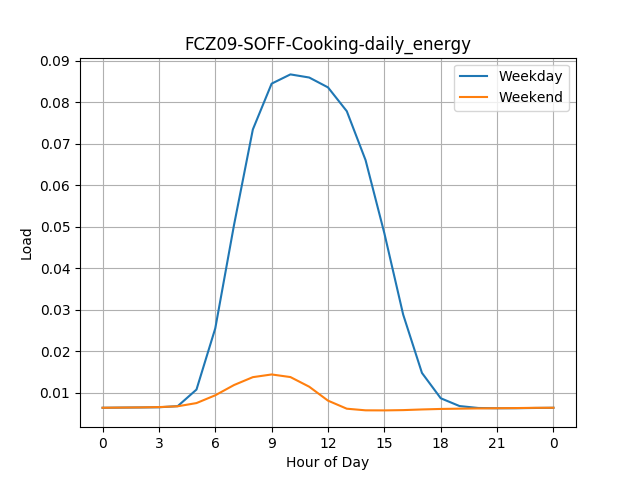 FCZ09-SOFF-Cooking-daily_energy
Weekday
Weekend
0.09
0.08
0.07
0.06
0.05
0.04
0.03
0.02
0.01
Load
0 3 6 9 12 15 18 21 0
Hour of Day